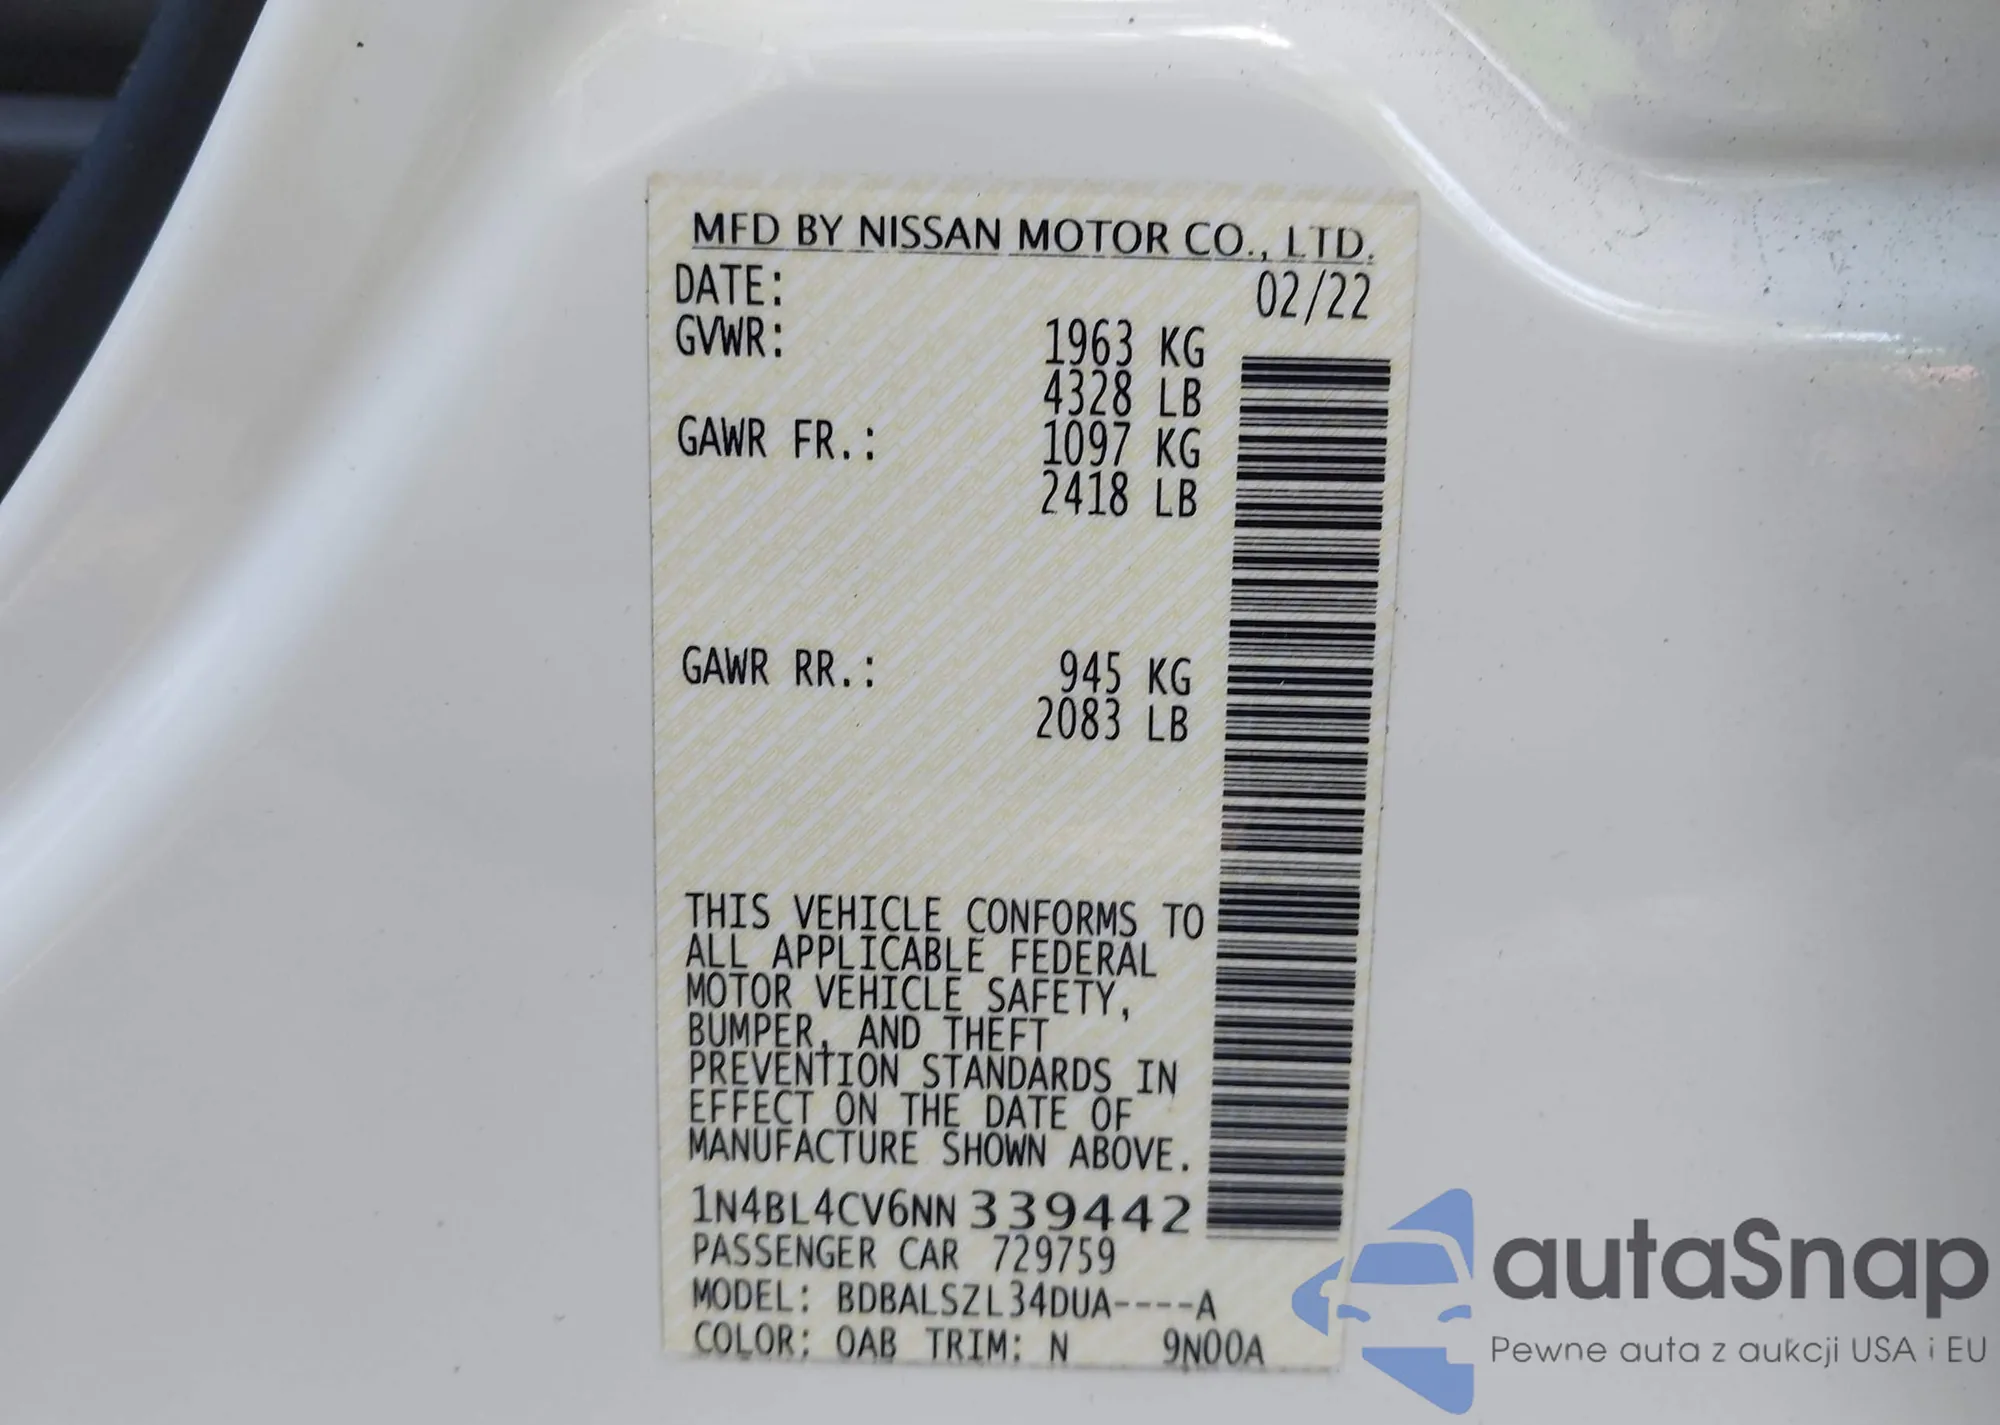 MFD BY NISSAN MOTOR CO., LTD.
DATE: 02/22
GVWR: 1963 KG
4328 LB
GAWR FR.: 1097 KG
2418 LB
GAWR RR.: 945 KG
2083 LB
THIS VEHICLE CONFORMS TO
ALL APPLICABLE FEDERAL
MOTOR VEHICLE SAFETY,
BUMPER, AND THEFT
PREVENTION STANDARDS IN
EFFECT ON THE DATE OF
MANUFACTURE SHOWN ABOVE.
1N4BL4CV6NN339442
PASSENGER CAR 729759
MODEL: BDBALSZL34DUA----A
COLOR: QAB TRIM: N 9N00A
autaSnap
Pewne auta z aukcji USA i EU